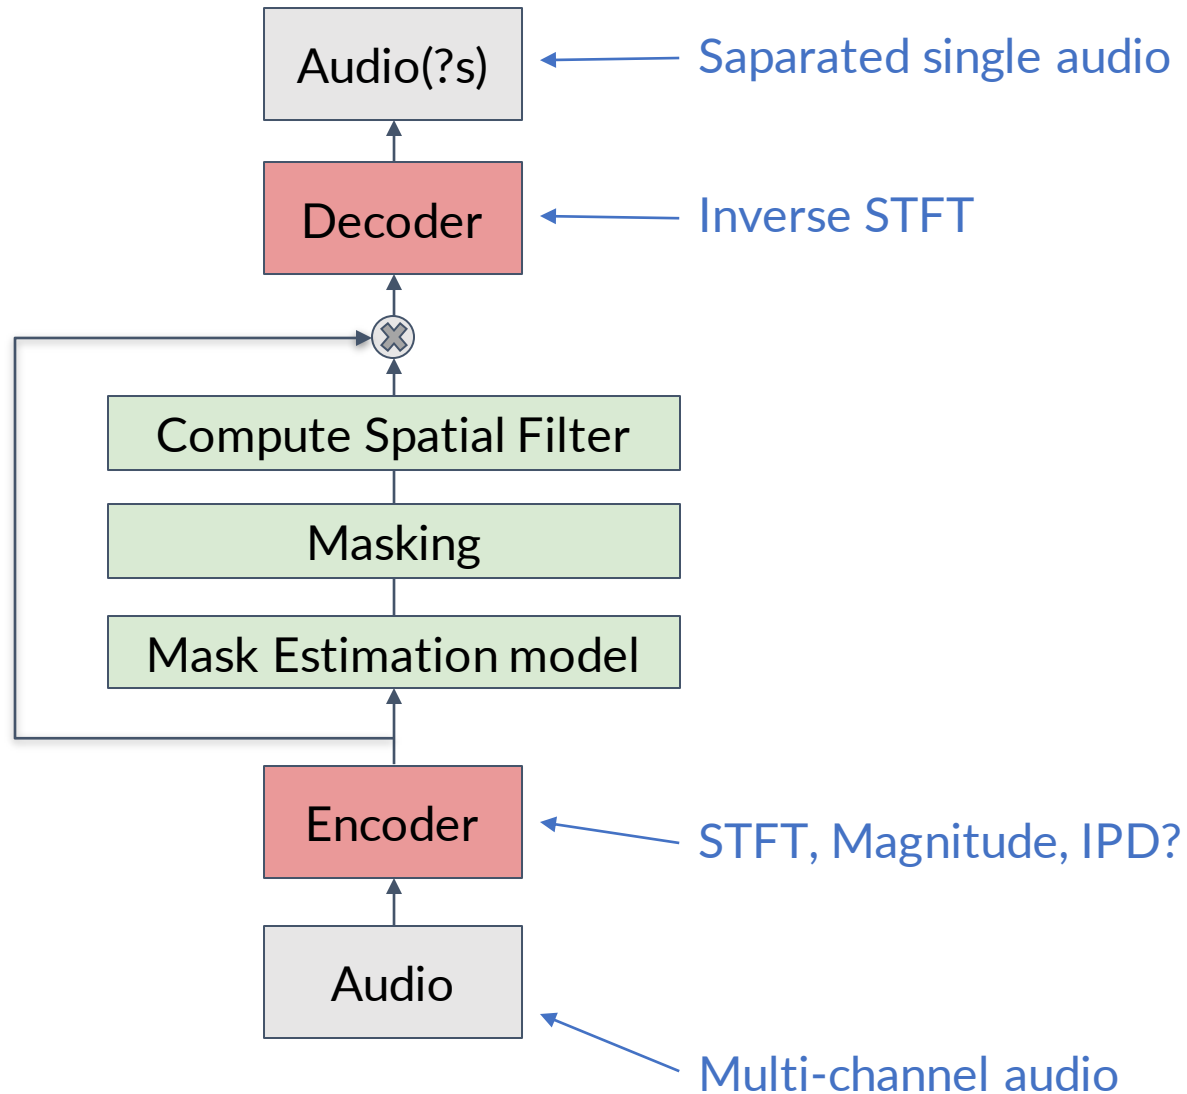 Audio(?s)
Saparated single audio
Decoder
Inverse STFT
Compute Spatial Filter
Masking
Mask Estimation model
Encoder
STFT, Magnitude, IPD?
Audio
Multi-channel audio